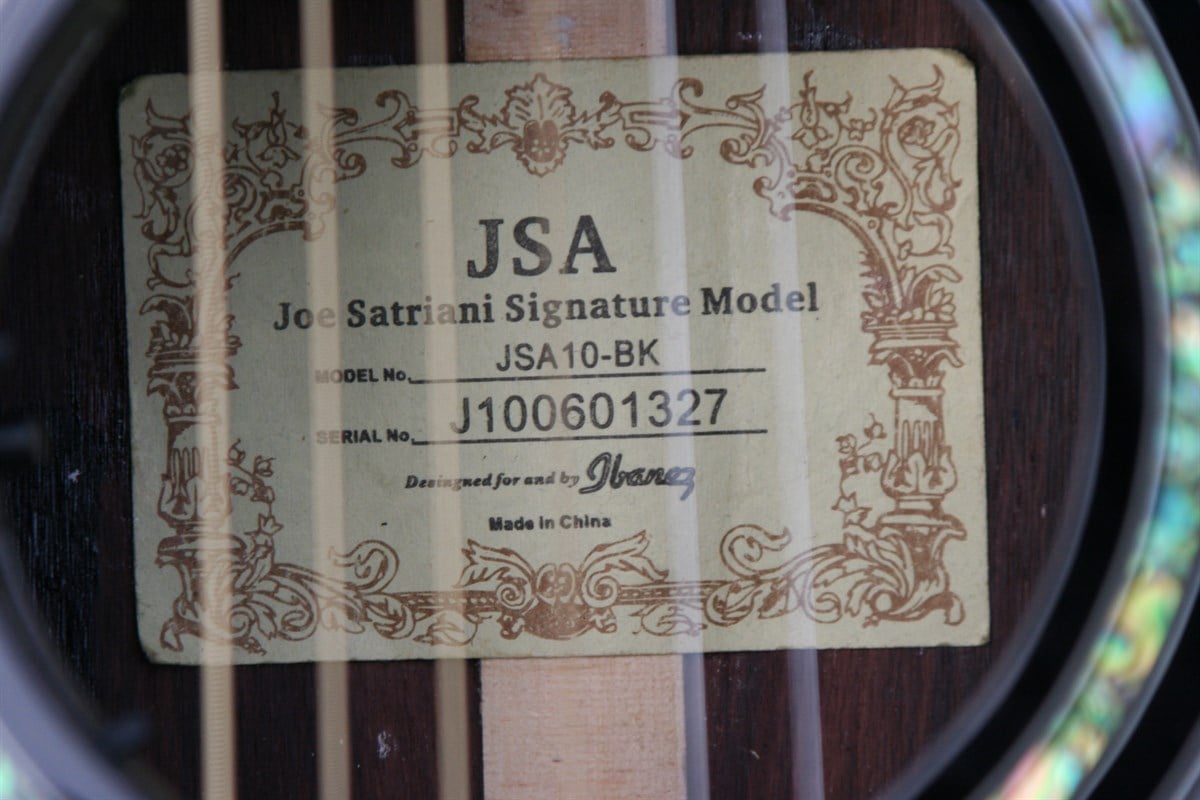 JSA
Joe Satriani Signature Model
MODEL No. JSA10-BK
SERIAL No. J100601327
Desingned for and by Ibanez
Made in China